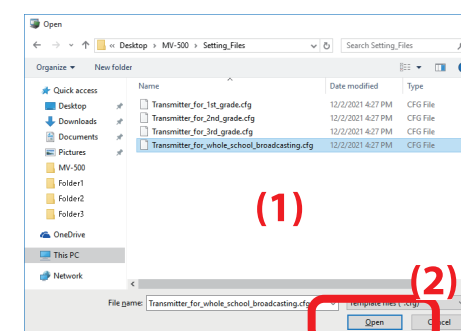 Open
« Desktop › MV-500 › Setting_Files
Search Setting_Files
Organize
New folder
Name
Date modified
Type
Quick access
Desktop
Downloads
Documents
Pictures
MV-500
Folder1
Folder2
Folder3
OneDrive
This PC
Network
Transmitter_for_1st_grade.cfg 12/2/2021 4:27 PM CFG File
Transmitter_for_2nd_grade.cfg 12/2/2021 4:27 PM CFG File
Transmitter_for_3rd_grade.cfg 12/2/2021 4:27 PM CFG File
Transmitter_for_whole_school_broadcasting.cfg 12/2/2021 4:27 PM CFG File
(1)
(2)
File name: Transmitter_for_whole_school_broadcasting.cfg
Open